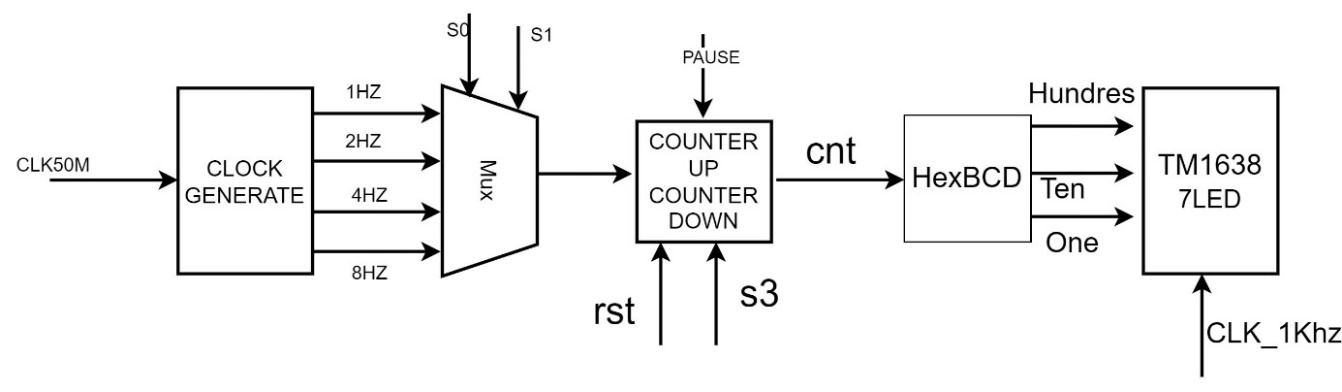 S0
S1
PAUSE
CLK50M
CLOCK
GENERATE
1HZ
2HZ
4HZ
8HZ
Mux
COUNTER
UP
COUNTER
DOWN
rst
s3
cnt
HexBCD
Hundres
Ten
One
TM1638
7LED
CLK_1Khz